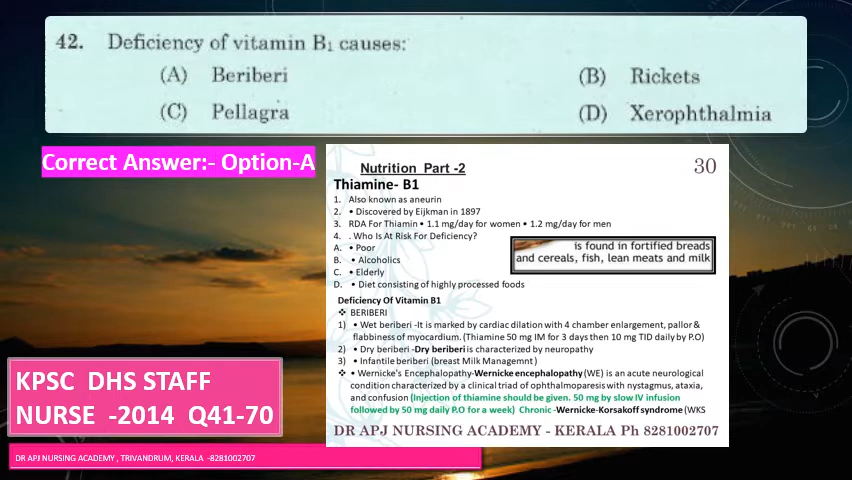 42. Deficiency of vitamin B₁ causes:
(A) Beriberi (B) Rickets
(C) Pellagra (D) Xerophthalmia
Correct Answer:- Option-A
Nutrition Part -2 30
Thiamine- B1
1. Also known as aneurin
2. • Discovered by Eijkman in 1897
3. RDA For Thiamin • 1.1 mg/day for women • 1.2 mg/day for men
4. . Who Is At Risk For Deficiency?
A. • Poor
B. • Alcoholics
C. • Elderly
D. • Diet consisting of highly processed foods
is found in fortified breads
and cereals, fish, lean meats and milk
Deficiency Of Vitamin B1
❖ BERIBERI
1) • Wet beriberi -It is marked by cardiac dilation with 4 chamber enlargement, pallor &
flabbiness of myocardium. (Thiamine 50 mg IM for 3 days then 10 mg TID daily by P.O)
2) • Dry beriberi -Dry beriberi is characterized by neuropathy
3) • Infantile beriberi (breast Milk Managemnt )
❖ • Wernicke's Encephalopathy-Wernicke encephalopathy (WE) is an acute neurological
condition characterized by a clinical triad of ophthalmoparesis with nystagmus, ataxia,
and confusion (Injection of thiamine should be given. 50 mg by slow IV infusion
followed by 50 mg daily P.O for a week) Chronic -Wernicke-Korsakoff syndrome (WKS
DR APJ NURSING ACADEMY - KERALA Ph 8281002707
KPSC DHS STAFF
NURSE -2014 Q41-70
DR APJ NURSING ACADEMY , TRIVANDRUM, KERALA -8281002707